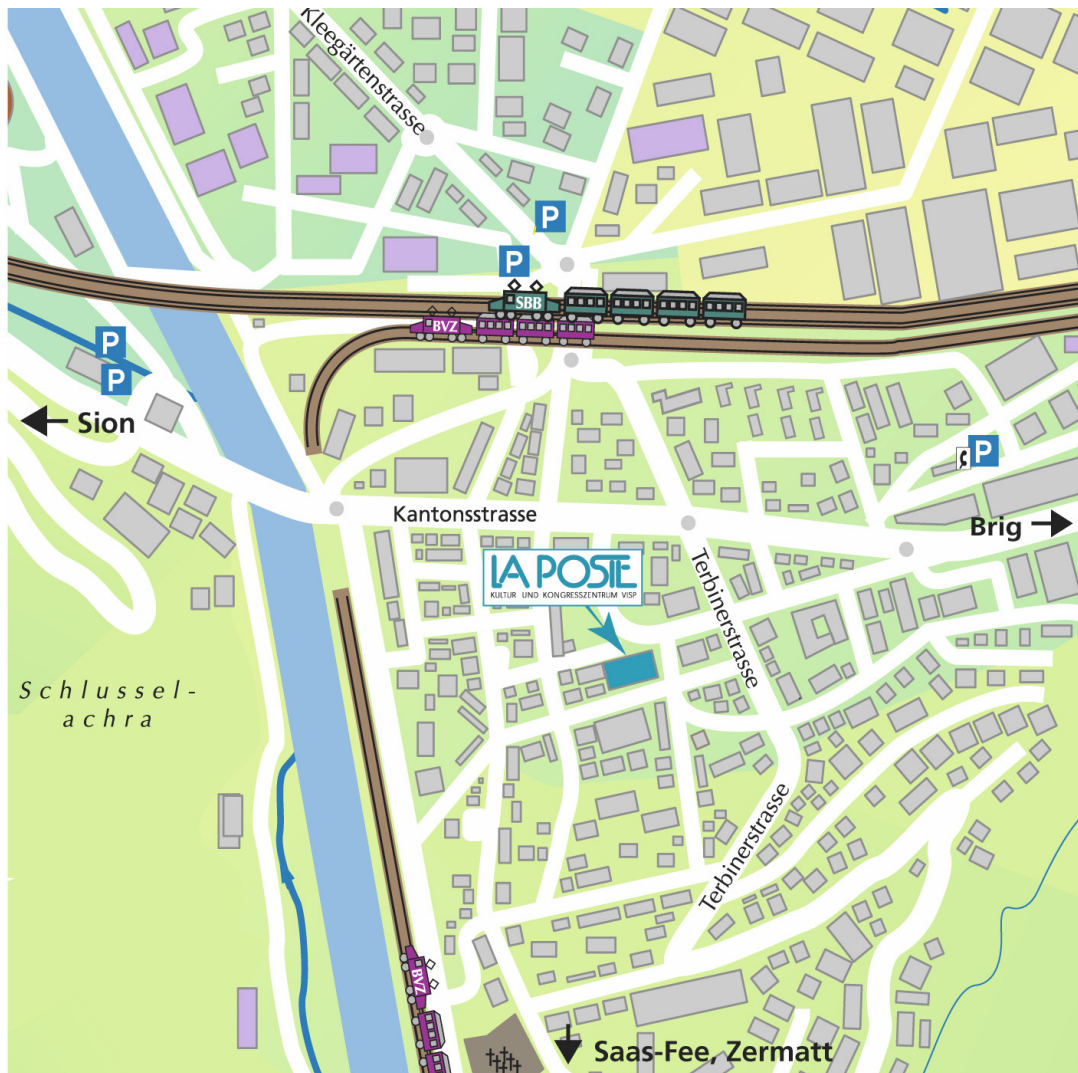 Kleegärtenstrasse
P
P
SBB
BVZ
P
P
Sion
P
Kantonsstrasse
Brig
LA POSTE
KULTUR UND KONGRESSZENTRUM VISP
Terbinerstrasse
Schlussel-
achra
Terbinerstrasse
BVZ
Saas-Fee, Zermatt